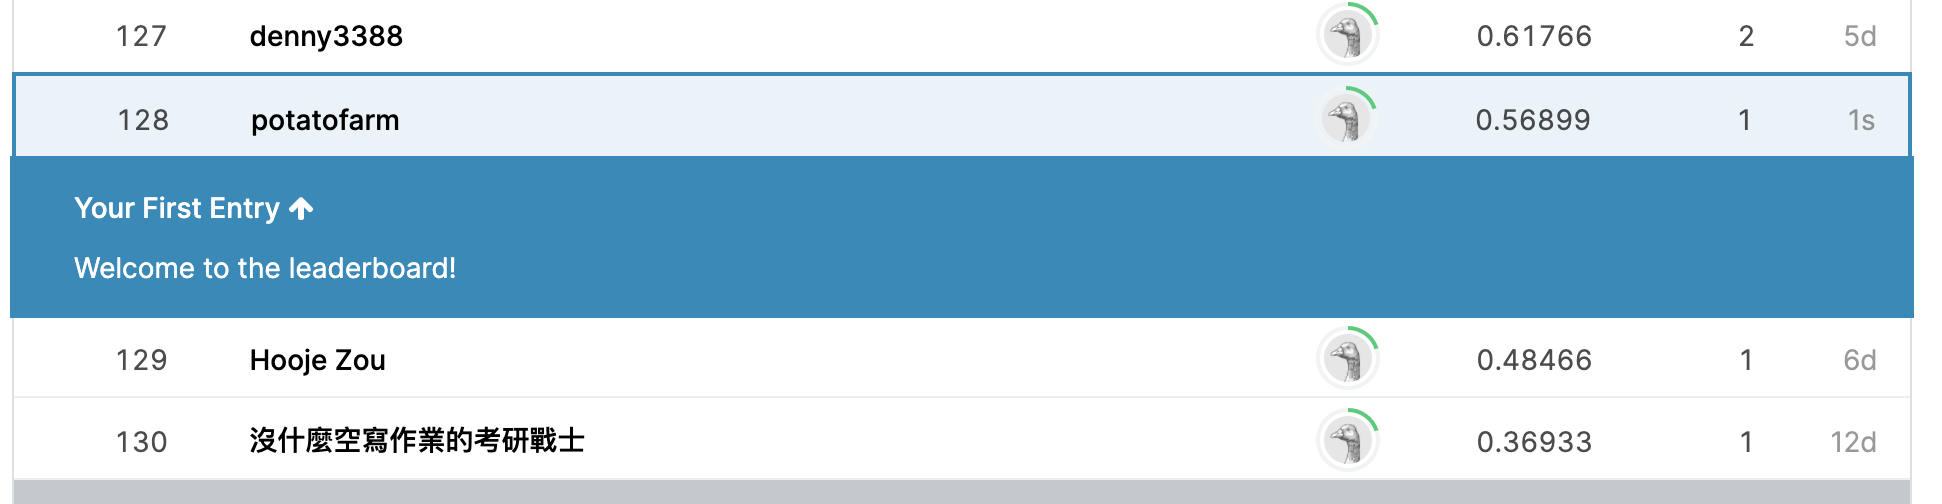 127 denny3388 0.61766 2 5d
128 potatofarm 0.56899 1 1s
Your First Entry
Welcome to the leaderboard!
129 Hooje Zou 0.48466 1 6d
130 沒什麼空寫作業的考研戰士 0.36933 1 12d